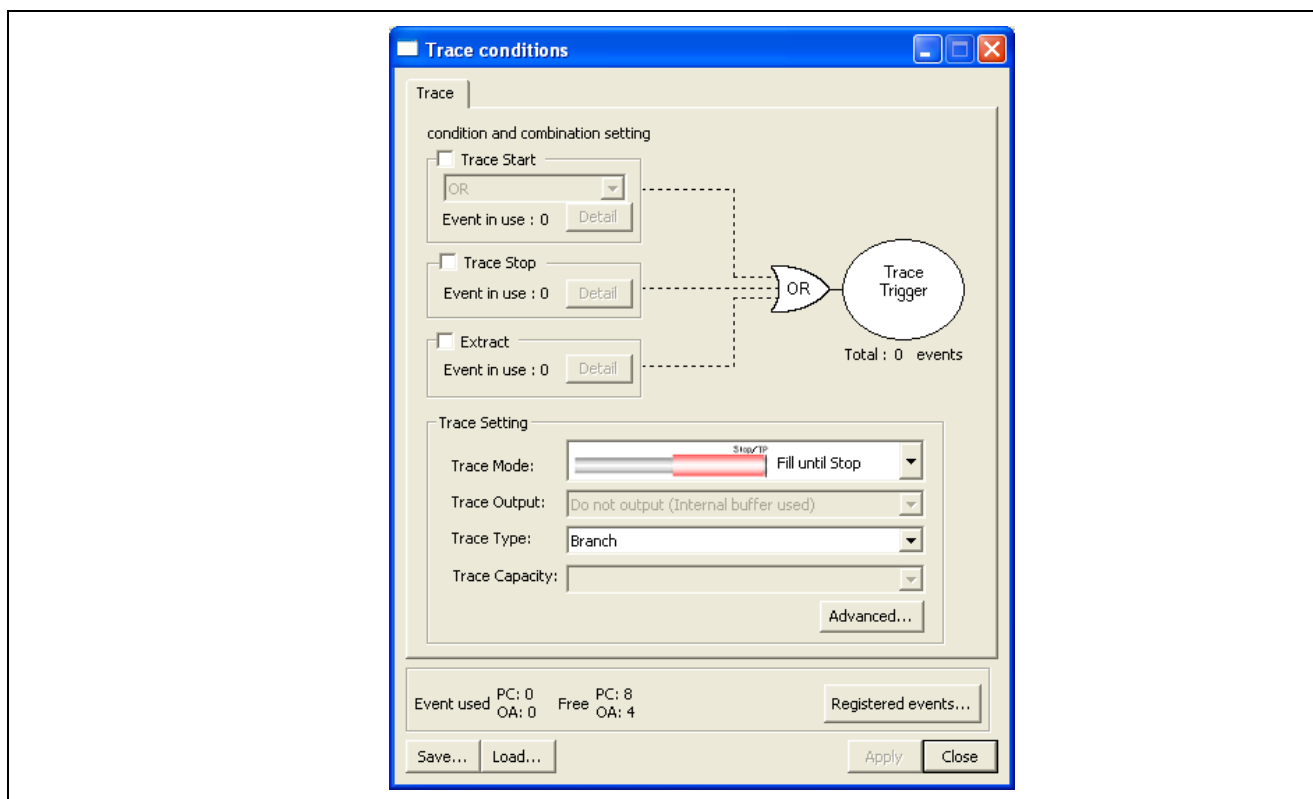 Trace conditions
Trace
condition and combination setting
Trace Start
OR
Event in use : 0 Detail
Trace Stop
Event in use : 0 Detail
Extract
Event in use : 0 Detail
OR
Trace
Trigger
Total : 0 events
Trace Setting
Trace Mode: Stop/TP Fill until Stop
Trace Output: Do not output (Internal buffer used)
Trace Type: Branch
Trace Capacity:
Advanced...
Event used PC: 0 Free PC: 8
OA: 0 OA: 4
Registered events...
Save... Load... Apply Close